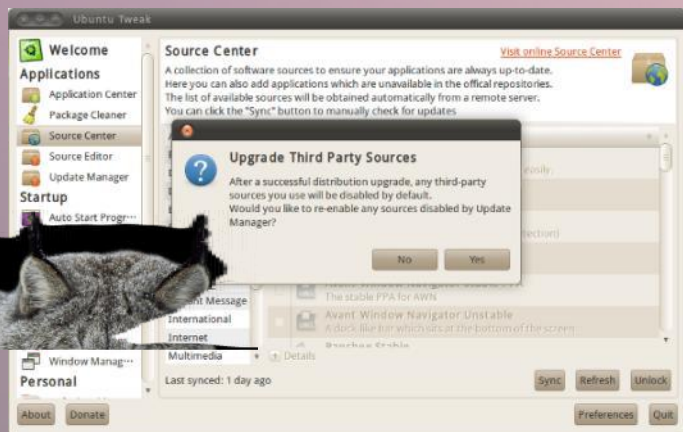 Ubuntu Tweak
Welcome
Applications
Application Center
Package Cleaner
Source Center
Source Editor
Update Manager
Startup
Auto Start Progr···
Window Manag···
Personal
Source Center
Visit online Source Center
A collection of software sources to ensure your applications are always up-to-date.
Here you can also add applications which are unavailable in the offical repositories.
The list of available sources will be obtained automatically from a remote server.
You can click the "Sync" button to manually check for updates
Upgrade Third Party Sources
After a successful distribution upgrade, any third-party
sources you use will be disabled by default.
Would you like to re-enable any sources disabled by Update
Manager?
No
Yes
easily.
Message
International
Internet
Multimedia
The stable PPA for AWN
Avant Window Navigator Unstable
A dock like bar which sits at the bottom of the screen
Details
Last synced: 1 day ago
Sync
Refresh
Unlock
About
Donate
Preferences
Quit